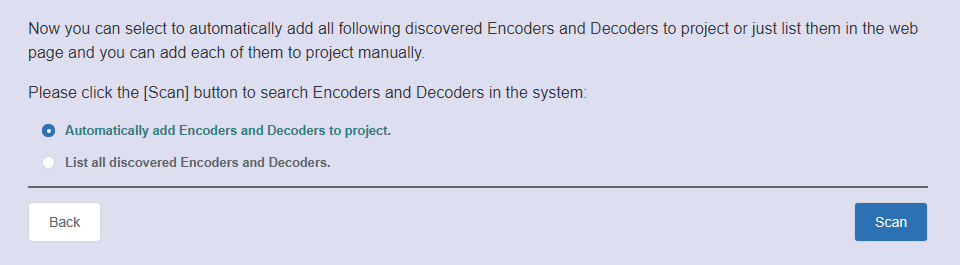 Now you can select to automatically add all following discovered Encoders and Decoders to project or just list them in the web
page and you can add each of them to project manually.
Please click the [Scan] button to search Encoders and Decoders in the system:
Automatically add Encoders and Decoders to project.
List all discovered Encoders and Decoders.
Back
Scan